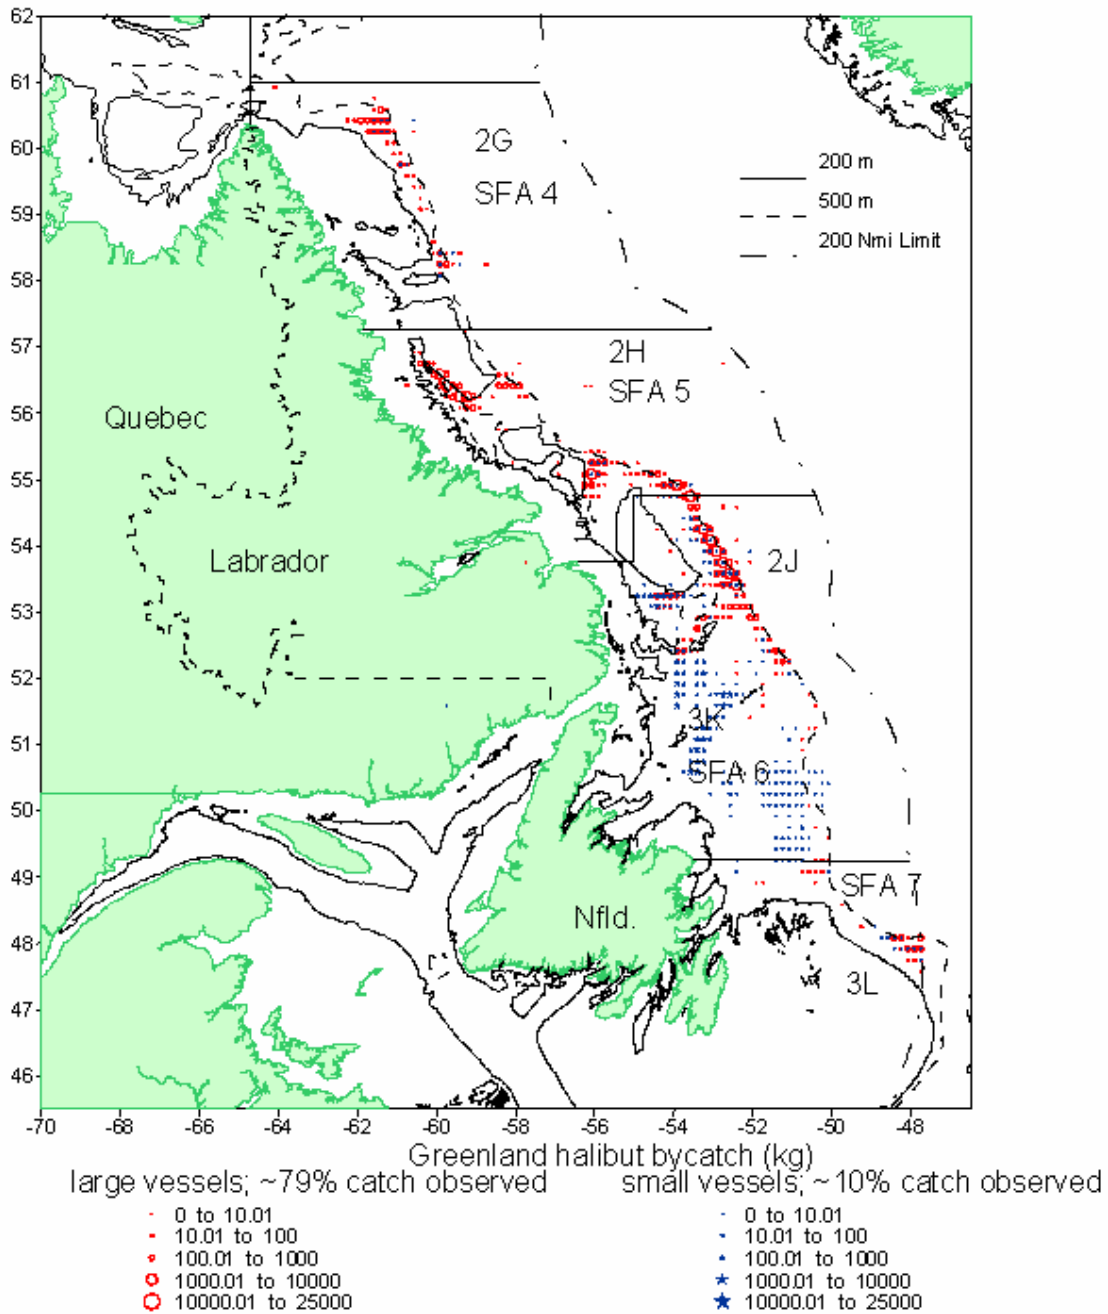 62
61
60
59
58
57
56
55
54
53
52
51
50
49
48
47
46
2G
SFA 4
200 m
500 m
200 Nmi Limit
2H
SFA 5
Quebec
Labrador
2J
3K
SFA 6
SFA 7
Nfld.
3L
-70 -68 -66 -64 -62 -60 -58 -56 -54 -52 -50 -48
Greenland halibut bycatch (kg)
large vessels; ~79% catch observed small vessels; ~10% catch observed
0 to 10.01 0 to 10.01
10.01 to 100 10.01 to 100
100.01 to 1000 100.01 to 1000
1000.01 to 10000 1000.01 to 10000
10000.01 to 25000 10000.01 to 25000